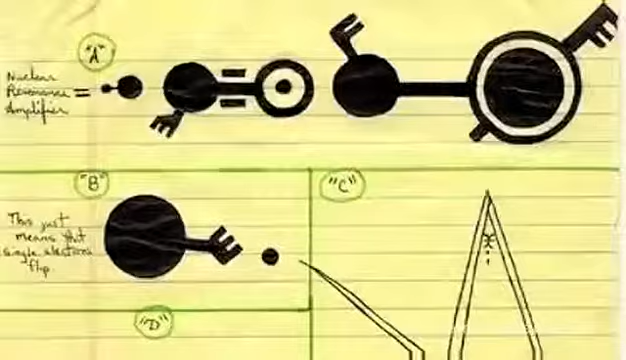 "A"
Nuclear
Resonance =
Amplifier
"B"
"C"
This just
means that
single electron
flip.
"D"